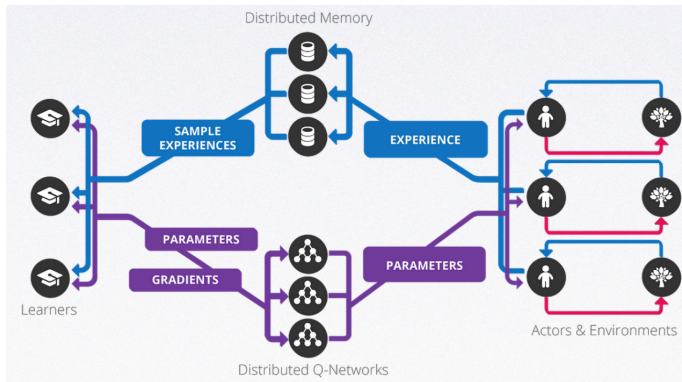 Distributed Memory
SAMPLE
EXPERIENCES
EXPERIENCE
PARAMETERS
GRADIENTS
PARAMETERS
Learners
Actors & Environments
Distributed Q-Networks